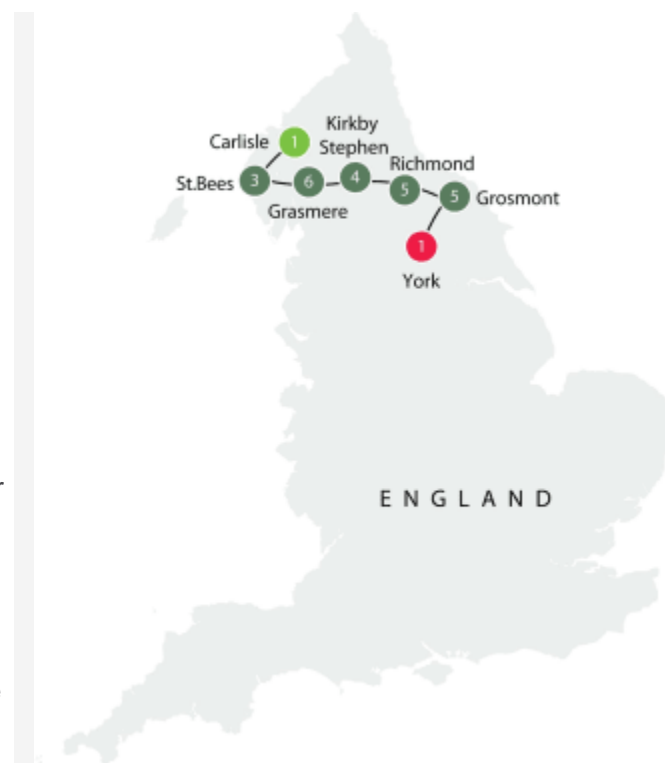 Kirkby
Stephen
Carlisle 1
Richmond
St.Bees 3
6
4
5
5 Grosmont
Grasmere
1
York
ENGLAND